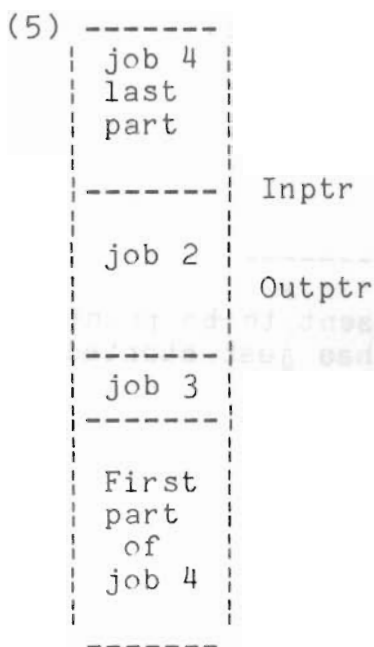 (5) -------
job 4
last
part
------- Inptr
job 2
Outptr
-------
job 3
-------
First
part
of
job 4
-------